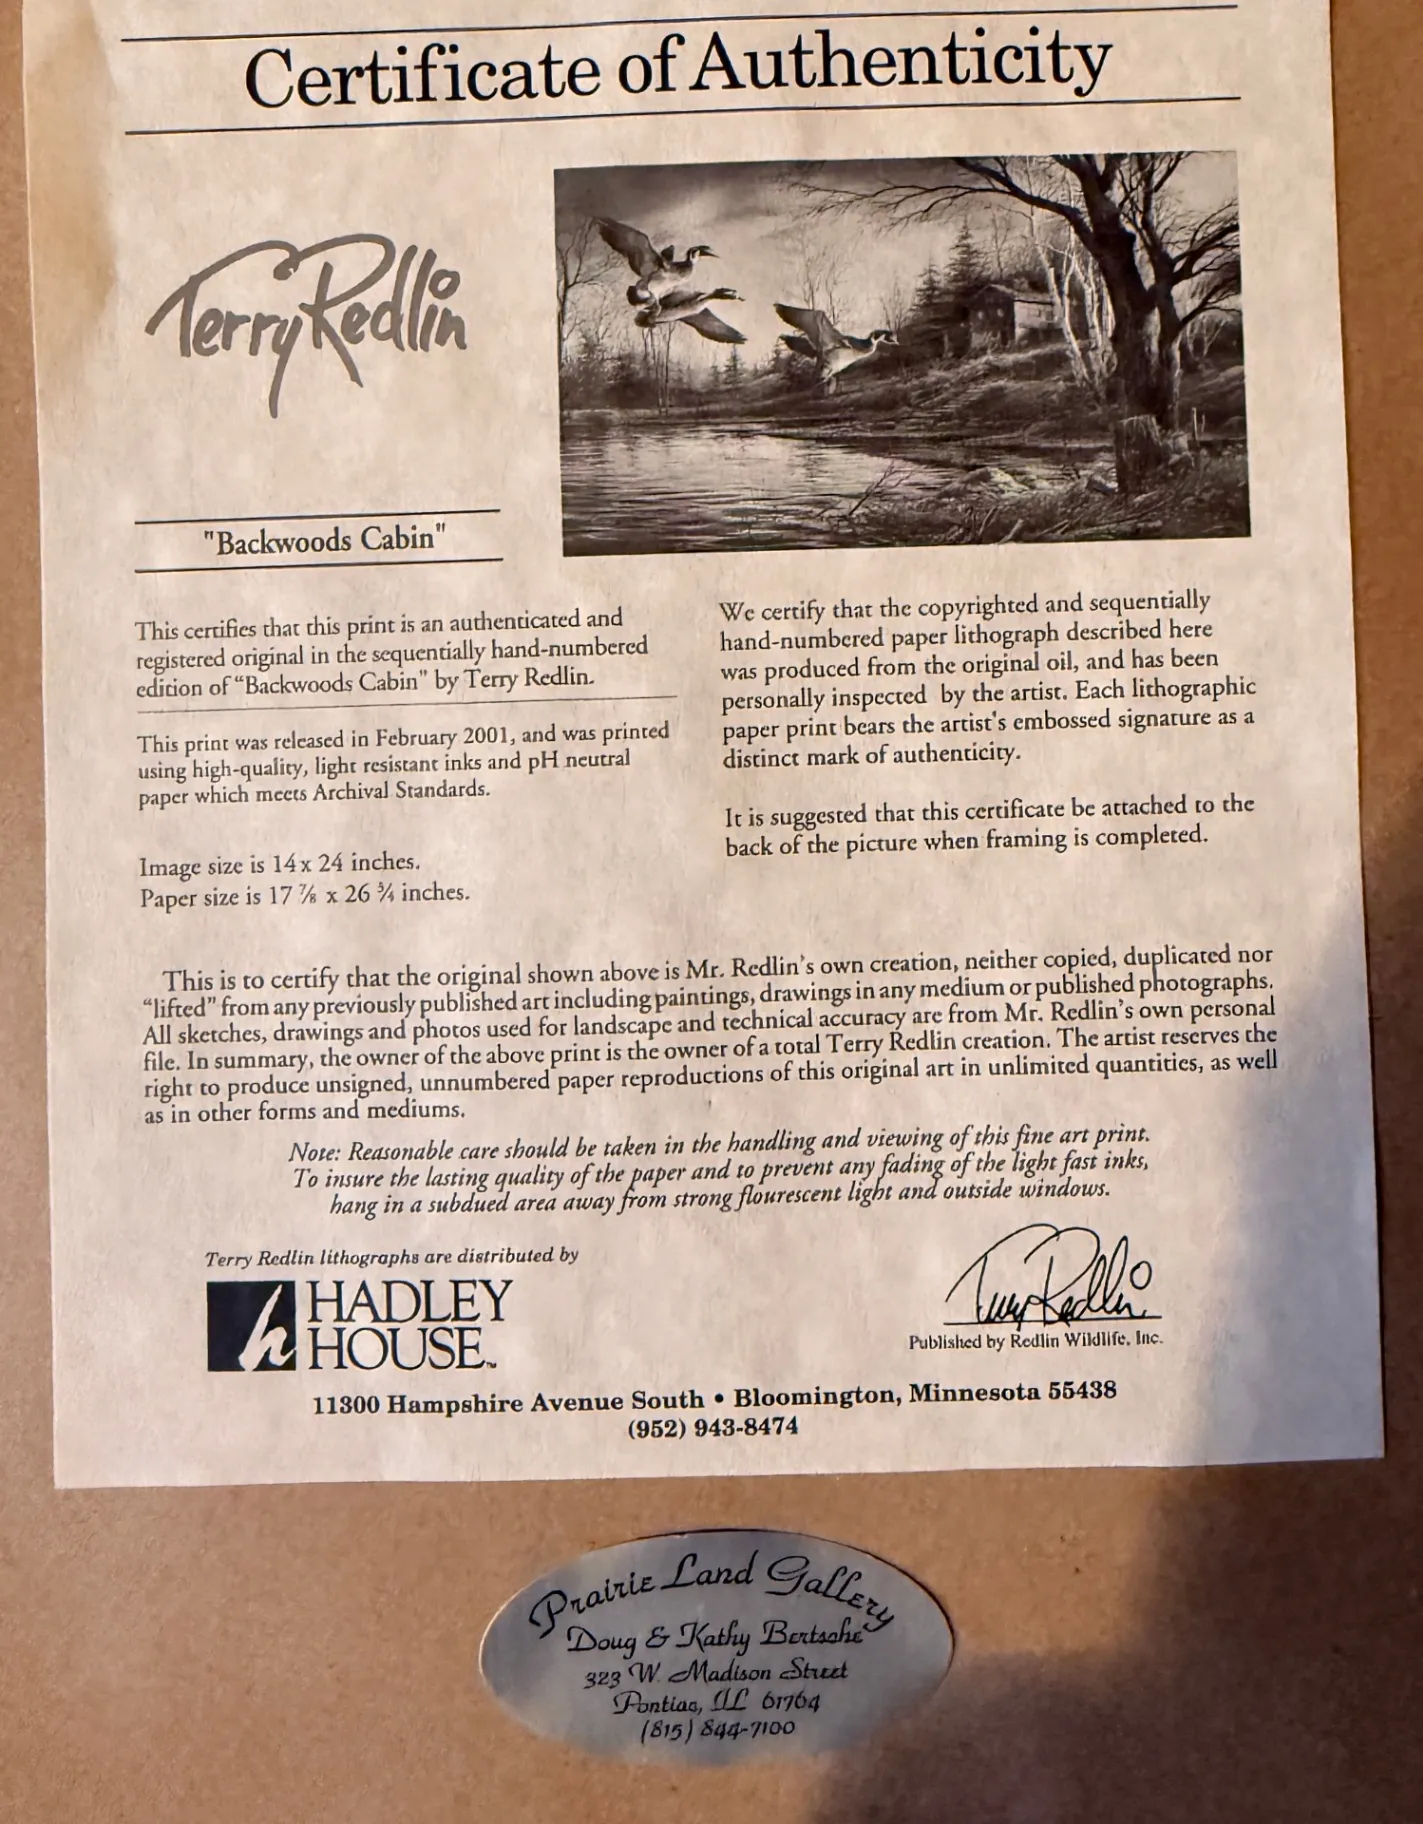 Certificate of Authenticity
Terry Redlin
"Backwoods Cabin"
This certifies that this print is an authenticated and
registered original in the sequentially hand-numbered
edition of “Backwoods Cabin” by Terry Redlin.
This print was released in February 2001, and was printed
using high-quality, light resistant inks and pH neutral
paper which meets Archival Standards.
Image size is 14 x 24 inches.
Paper size is 17 ⅞ x 26 ¾ inches.
We certify that the copyrighted and sequentially
hand-numbered paper lithograph described here
was produced from the original oil, and has been
personally inspected by the artist. Each lithographic
paper print bears the artist's embossed signature as a
distinct mark of authenticity.
It is suggested that this certificate be attached to the
back of the picture when framing is completed.
This is to certify that the original shown above is Mr. Redlin's own creation, neither copied, duplicated nor
“lifted” from any previously published art including paintings, drawings in any medium or published photographs.
All sketches, drawings and photos used for landscape and technical accuracy are from Mr. Redlin's own personal
file. In summary, the owner of the above print is the owner of a total Terry Redlin creation. The artist reserves the
right to produce unsigned, unnumbered paper reproductions of this original art in unlimited quantities, as well
as in other forms and mediums.
Note: Reasonable care should be taken in the handling and viewing of this fine art print.
To insure the lasting quality of the paper and to prevent any fading of the light fast inks,
hang in a subdued area away from strong flourescent light and outside windows.
Terry Redlin lithographs are distributed by
h HADLEY
HOUSE™
Terry Redlin
Published by Redlin Wildlife, Inc.
11300 Hampshire Avenue South • Bloomington, Minnesota 55438
(952) 943-8474
Prairie Land Gallery
Doug & Kathy Bertsche
323 W. Madison Street
Pontiac, IL 61764
(815) 844-7100